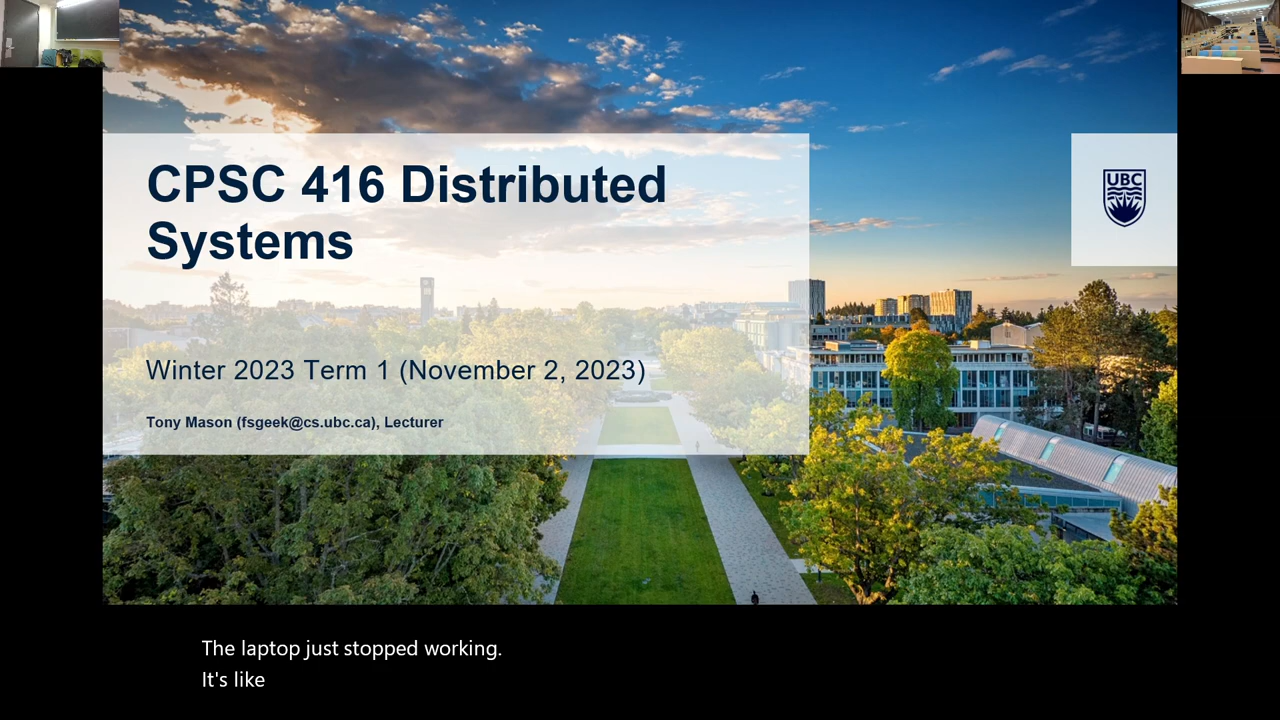 CPSC 416 Distributed
Systems
UBC
Winter 2023 Term 1 (November 2, 2023)
Tony Mason (fsgeek@cs.ubc.ca), Lecturer
The laptop just stopped working.
It's like